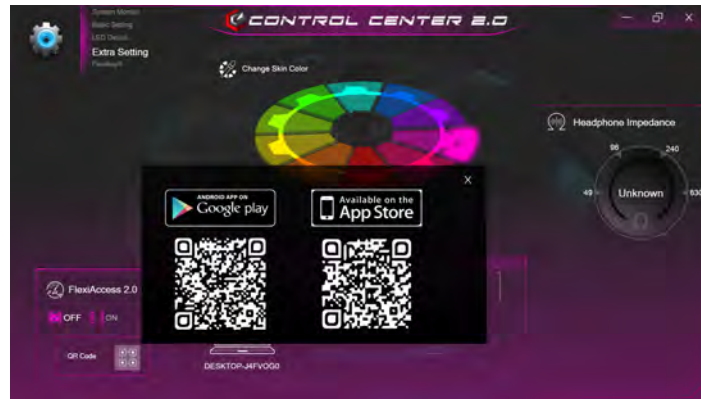 System Monitor
Basic Setting
LED Device
Extra Setting
FlexiKey®
CONTROL CENTER 2.0
Change Skin Color
Headphone Impedance
96
240
49
Unknown
630
ANDROID APP ON
Google play
Available on the
App Store
FlexiAccess 2.0
OFF
ON
QR Code
DESKTOP-J4FVOG0
X